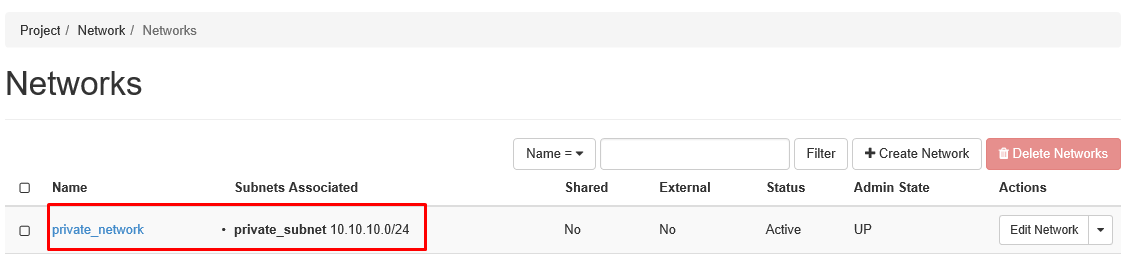 Project / Network / Networks
Networks
Name = Filter Create Network Delete Networks
Name Subnets Associated Shared External Status Admin State Actions
private_network • private_subnet 10.10.10.0/24 No No Active UP Edit Network